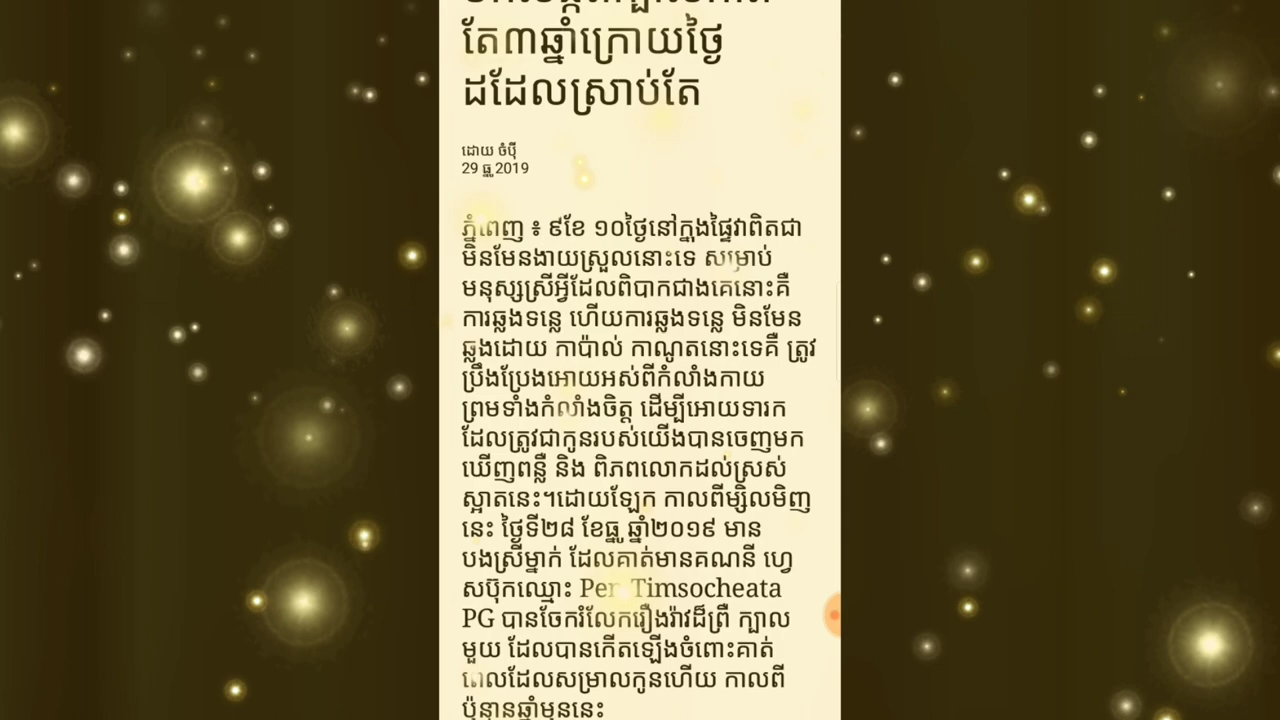 តែ៣ឆ្នាំក្រោយថ្ងៃ
ដដែលស្រាប់តែ
ដោយ ចំប៉ី
29 ធ្នូ 2019
ភ្នំពេញ ៖ ៩ខែ ១០ថ្ងៃនៅក្នុងផ្ទៃវាពិតជា
មិនមែនងាយស្រួលនោះទេ សម្រាប់
មនុស្សស្រីអ្វីដែលពិបាកជាងគេនោះគឺ
ការឆ្លងទន្លេ ហើយការឆ្លងទន្លេ មិនមែន
ឆ្លងដោយ កាប៉ាល់ កាណូតនោះទេគឺ ត្រូវ
ប្រឹងប្រែងអោយអស់ពីកំលាំងកាយ
ព្រមទាំងកំលាំងចិត្ត ដើម្បីអោយទារក
ដែលត្រូវជាកូនរបស់យើងបានចេញមក
ឃើញពន្លឺ និង ពិភពលោកដល់ស្រស់
ស្អាតនេះ។ដោយឡែក កាលពីម្សិលមិញ
នេះ ថ្ងៃទី២៨ ខែធ្នូ ឆ្នាំ២០១៩ មាន
បងស្រីម្នាក់ ដែលគាត់មានគណនី ហ្វេ
សប៊ុកឈ្មោះ Pen Timsocheata
PG បានចែករំលែករឿងរ៉ាវដ៏ព្រឺ ក្បាល
មួយ ដែលបានកើតឡើងចំពោះគាត់
ពេលដែលសម្រាលកូនហើយ កាលពី
ប៉ុន្មានឆ្នាំមុននេះ